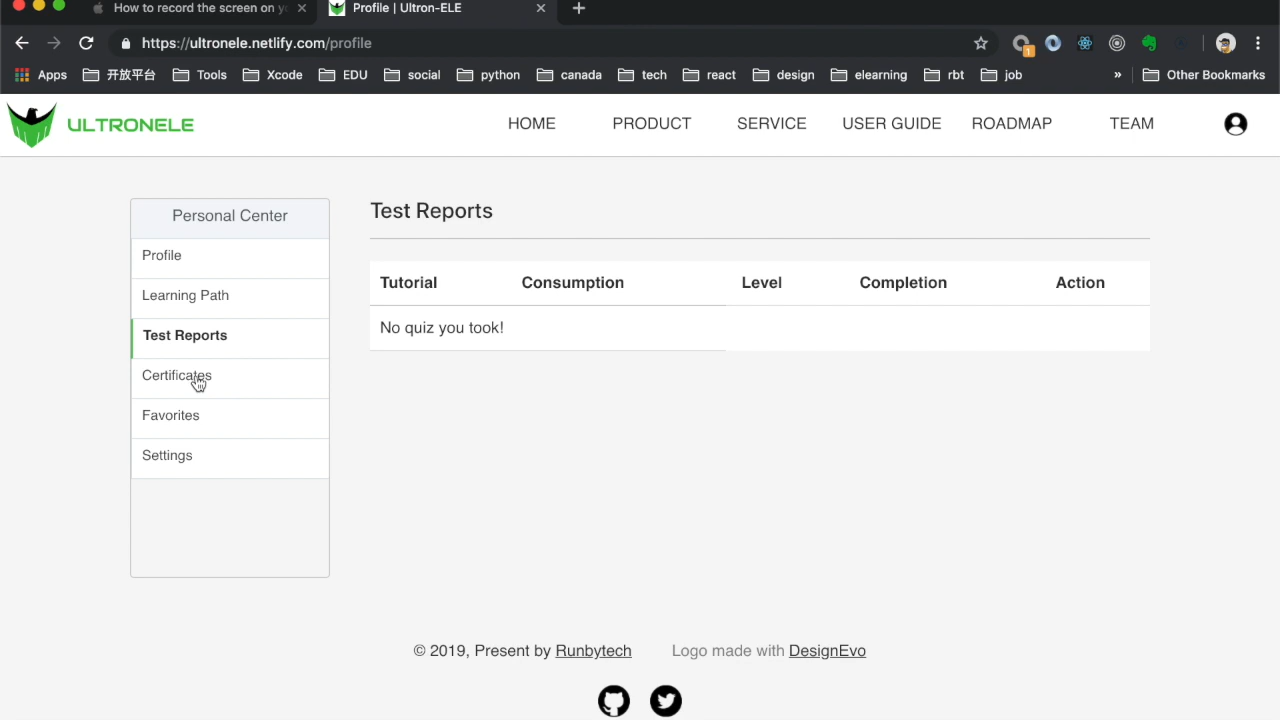 How to record the screen on y
Profile | Ultron-ELE
https://ultronele.netlify.com/profile
1
Apps 开放平台 Tools Xcode EDU social python canada tech react design elearning rbt job » Other Bookmarks
ULTRONELE HOME PRODUCT SERVICE USER GUIDE ROADMAP TEAM
Personal Center
Profile
Learning Path
Test Reports
Certificates
Favorites
Settings
Test Reports
Tutorial Consumption Level Completion Action
No quiz you took!
© 2019, Present by Runbytech Logo made with DesignEvo